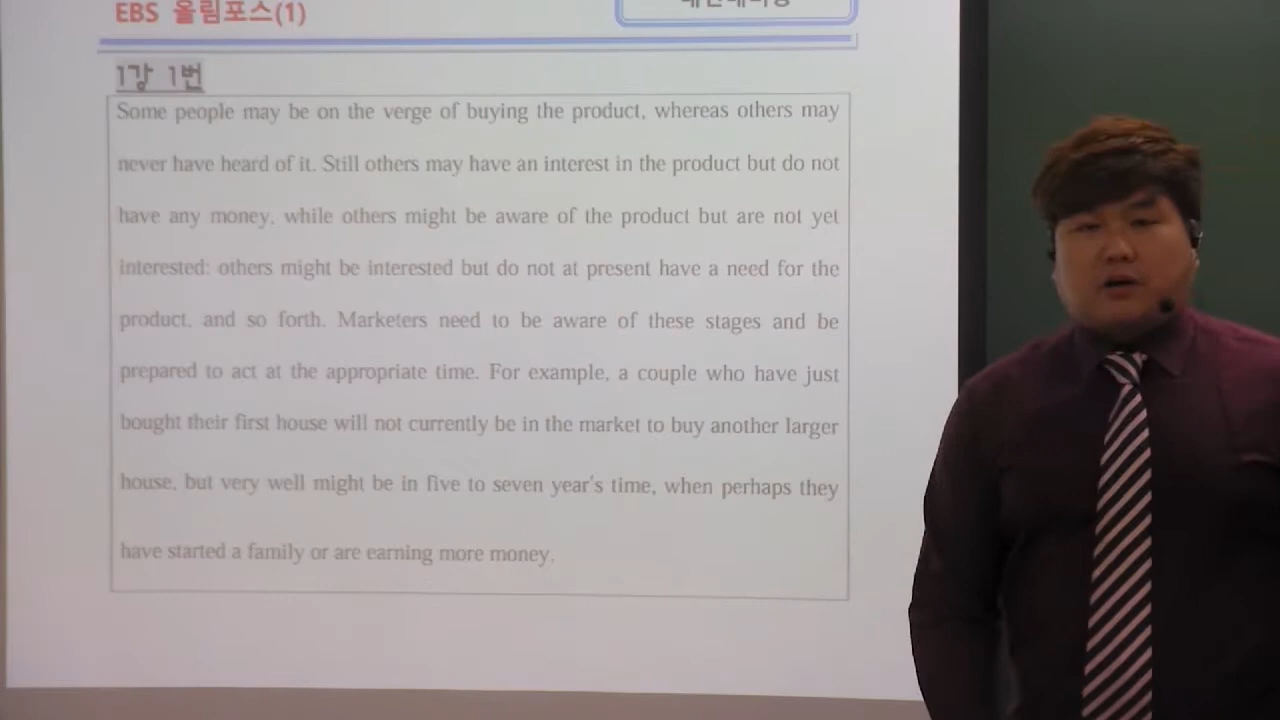 EBS 올림포스(1)
1강 1번
Some people may be on the verge of buying the product, whereas others may
never have heard of it. Still others may have an interest in the product but do not
have any money, while others might be aware of the product but are not yet
interested: others might be interested but do not at present have a need for the
product, and so forth. Marketers need to be aware of these stages and be
prepared to act at the appropriate time. For example, a couple who have just
bought their first house will not currently be in the market to buy another larger
house, but very well might be in five to seven year's time, when perhaps they
have started a family or are earning more money.